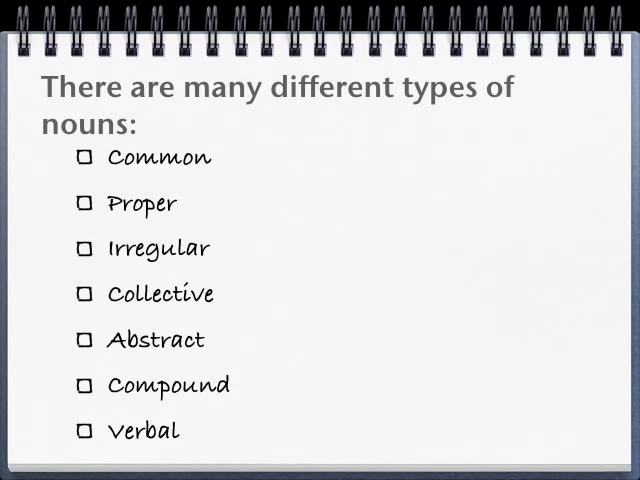 There are many different types of
nouns:
Common
Proper
Irregular
Collective
Abstract
Compound
Verbal